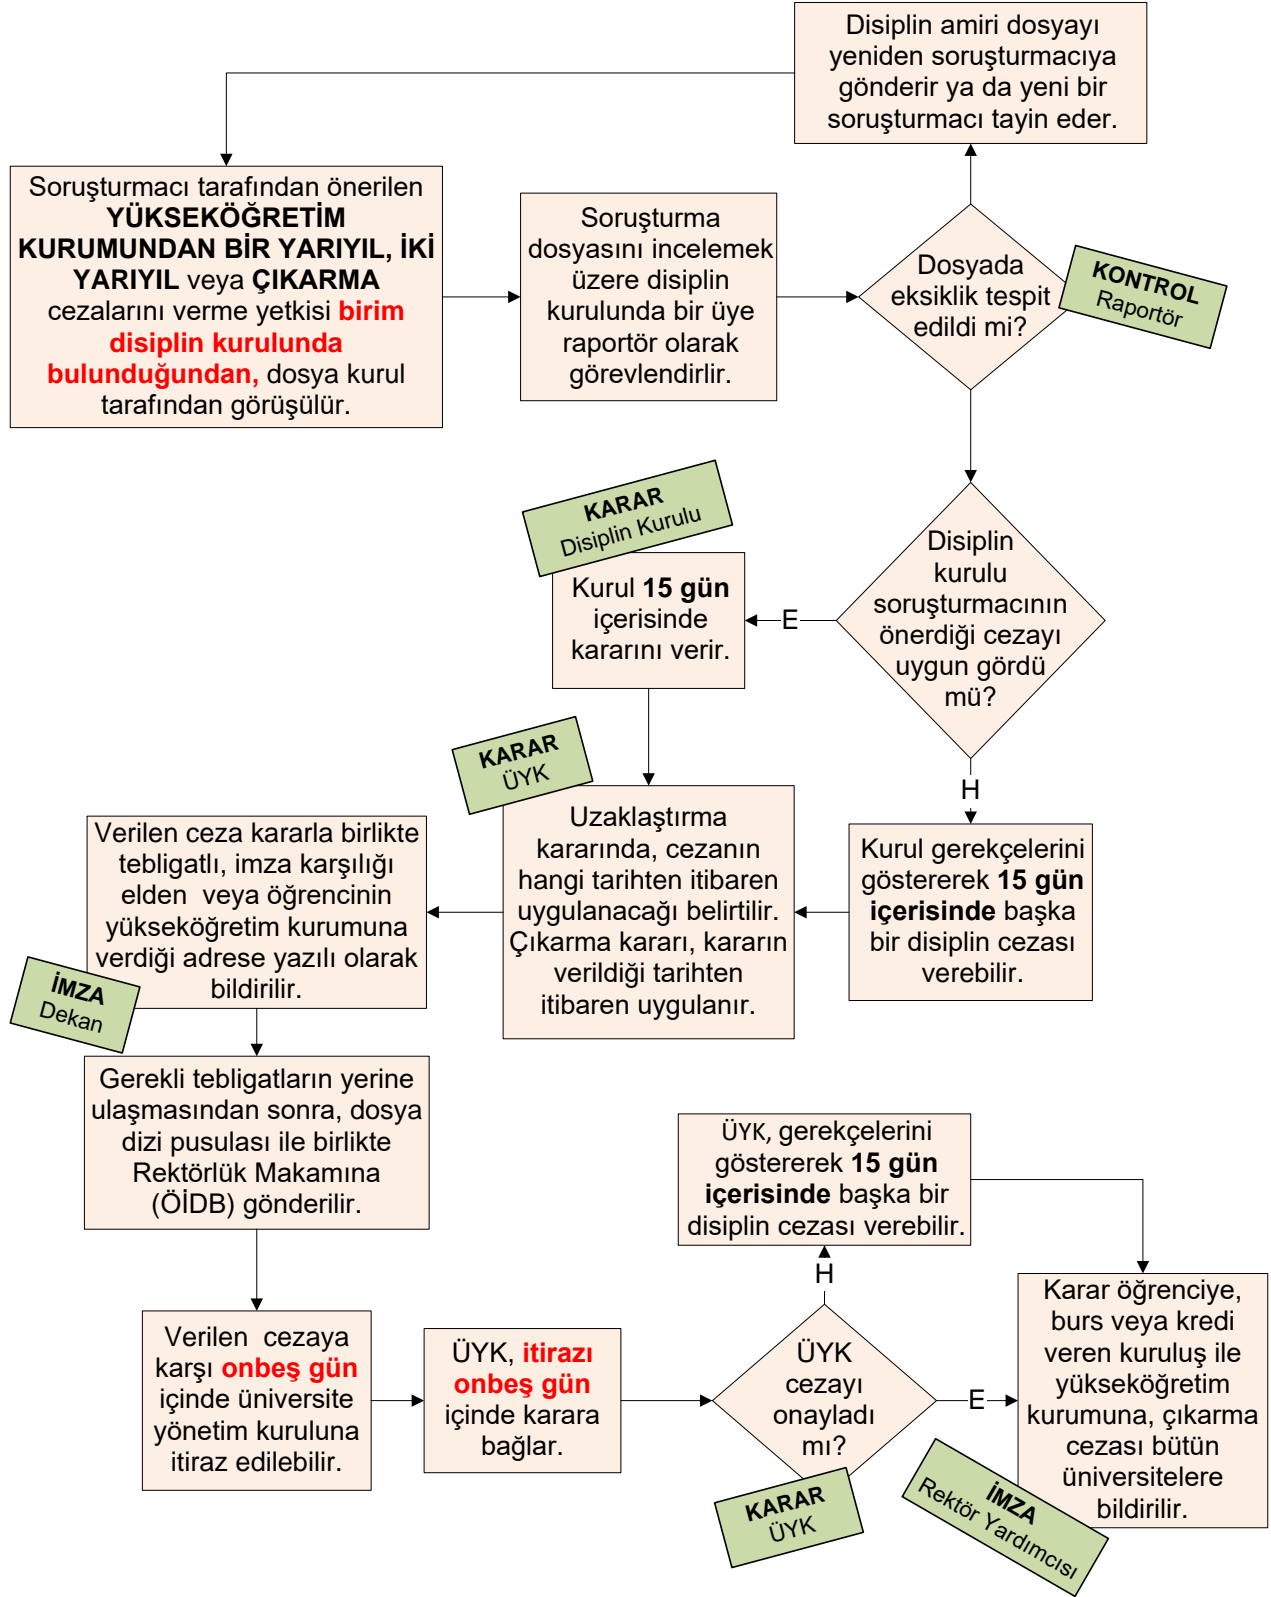 Disiplin amiri dosyayı
yeniden soruşturmacıya
gönderir ya da yeni bir
soruşturmacı tayin eder.
Soruşturmacı tarafından önerilen
YÜKSEKÖĞRETİM
KURUMUNDAN BİR YARIYIL, İKİ
YARIYIL veya ÇIKARMA
cezalarını verme yetkisi birim
disiplin kurulunda
bulunduğundan, dosya kurul
tarafından görüşülür.
Soruşturma
dosyasını incelemek
üzere disiplin
kurulunda bir üye
raportör olarak
görevlendirlir.
Dosyada
eksiklik tespit
edildi mi?
KONTROL
Raportör
Disiplin
kurulu
soruşturmacının
önerdiği cezayı
uygun gördü
mü?
E
H
KARAR
Disiplin Kurulu
Kurul 15 gün
içerisinde
kararını verir.
Kurul gerekçelerini
göstererek 15 gün
içerisinde başka
bir disiplin cezası
verebilir.
KARAR
ÜYK
Uzaklaştırma
kararında, cezanın
hangi tarihten itibaren
uygulanacağı belirtilir.
Çıkarma kararı, kararın
verildiği tarihten
itibaren uygulanır.
Verilen ceza kararla birlikte
tebligatlı, imza karşılığı
elden veya öğrencinin
yükseköğretim kurumuna
verdiği adrese yazılı olarak
bildirilir.
İMZA
Dekan
Gerekli tebligatların yerine
ulaşmasından sonra, dosya
dizi pusulası ile birlikte
Rektörlük Makamına
(ÖİDB) gönderilir.
Verilen cezaya
karşı onbeş gün
içinde üniversite
yönetim kuruluna
itiraz edilebilir.
ÜYK, itirazı
onbeş gün
içinde karara
bağlar.
ÜYK
cezayı
onayladı
mı?
KARAR
ÜYK
H
E
ÜYK, gerekçelerini
göstererek 15 gün
içerisinde başka bir
disiplin cezası verebilir.
Karar öğrenciye,
burs veya kredi
veren kuruluş ile
yükseköğretim
kurumuna, çıkarma
cezası bütün
üniversitelere
bildirilir.
İMZA
Rektör Yardımcısı